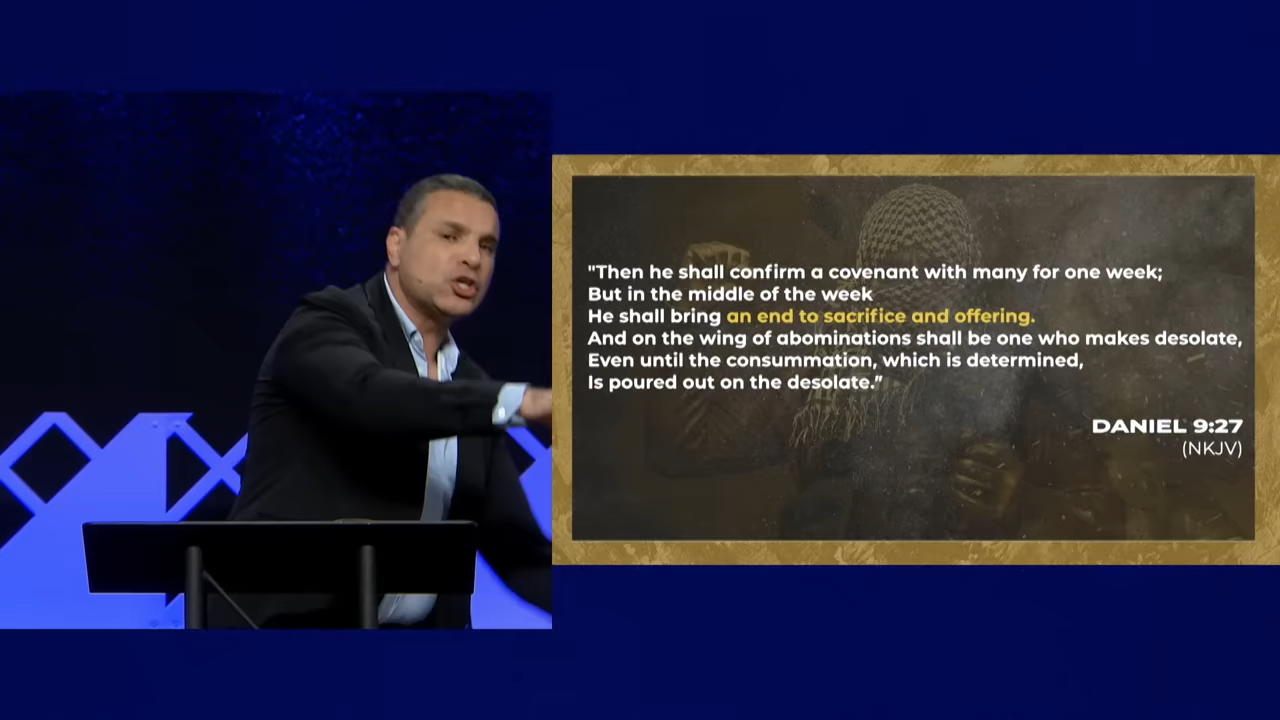 "Then he shall confirm a covenant with many for one week;
But in the middle of the week
He shall bring an end to sacrifice and offering.
And on the wing of abominations shall be one who makes desolate,
Even until the consummation, which is determined,
Is poured out on the desolate.”
DANIEL 9:27
(NKJV)